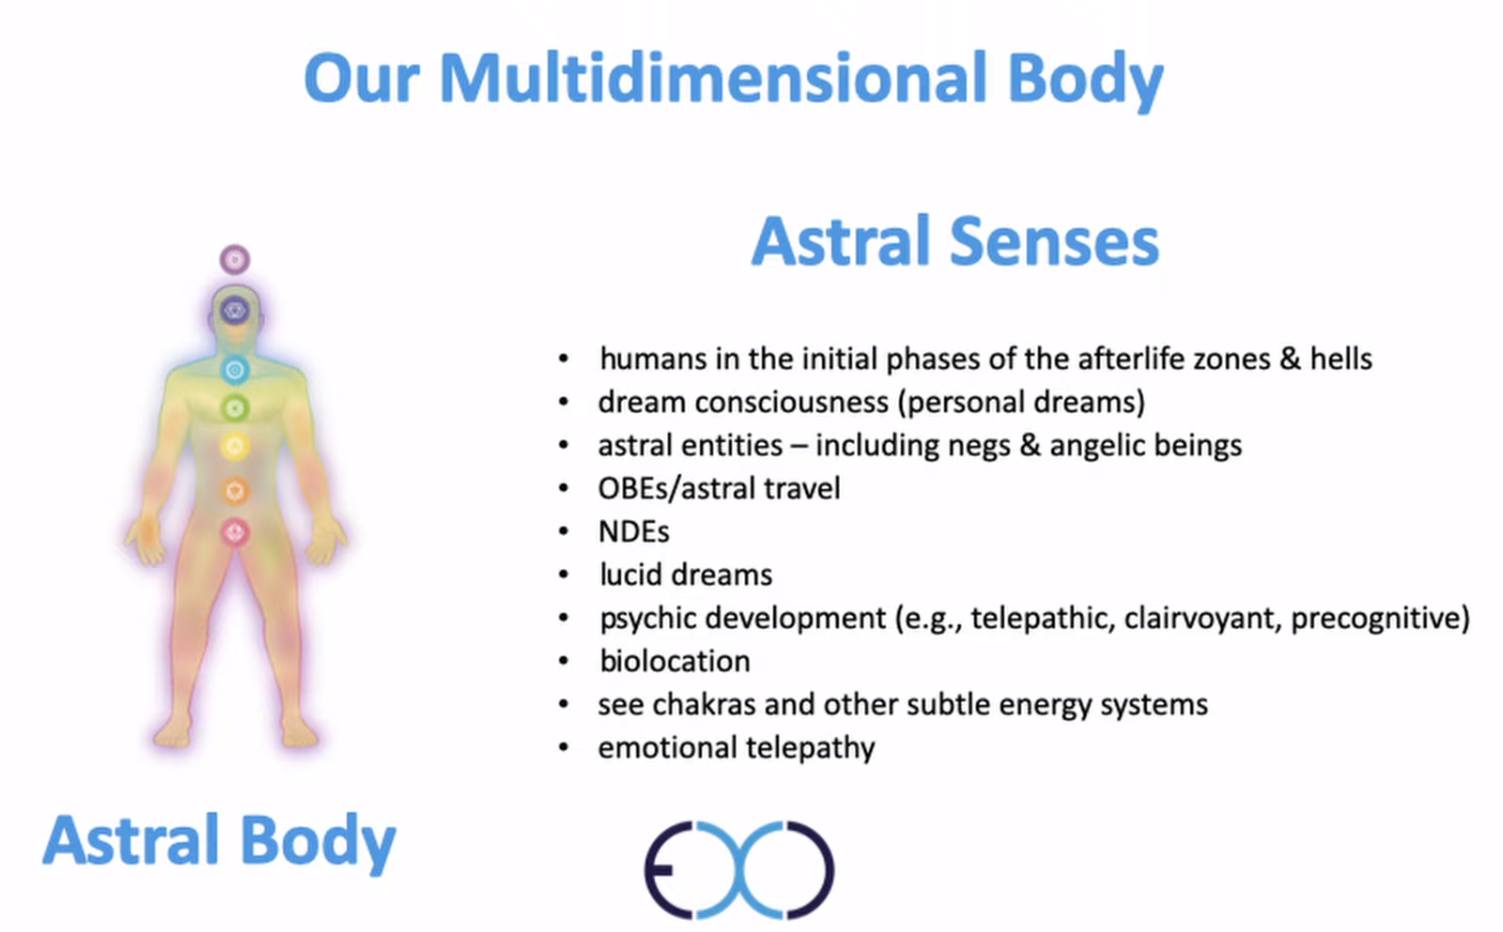 Our Multidimensional Body
Astral Senses
• humans in the initial phases of the afterlife zones & hells
• dream consciousness (personal dreams)
• astral entities – including negs & angelic beings
• OBEs/astral travel
• NDEs
• lucid dreams
• psychic development (e.g., telepathic, clairvoyant, precognitive)
• biolocation
• see chakras and other subtle energy systems
• emotional telepathy
Astral Body
EXO